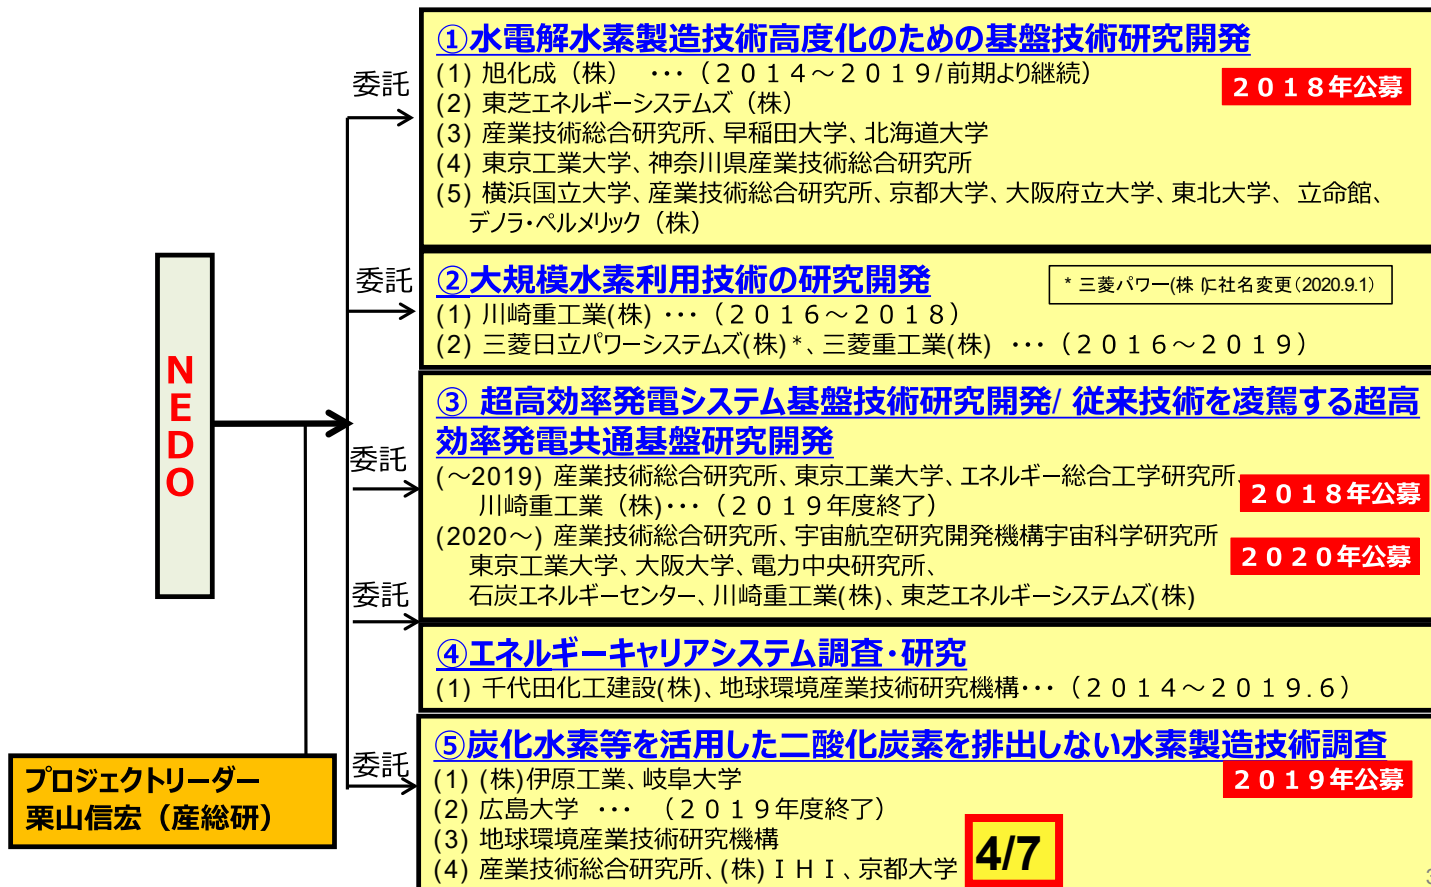 ①水電解水素製造技術高度化のための基盤技術研究開発
(1) 旭化成（株） ･･･（２０１４～２０１９/前期より継続）
２０１８年公募
(2) 東芝エネルギーシステムズ（株）
(3) 産業技術総合研究所、早稲田大学、北海道大学
(4) 東京工業大学、神奈川県産業技術総合研究所
(5) 横浜国立大学、産業技術総合研究所、京都大学、大阪府立大学、東北大学、 立命館、
デノラ・ペルメリック（株）
委託
②大規模水素利用技術の研究開発
* 三菱パワー(株)に社名変更(2020.9.1)
(1) 川崎重工業(株) ･･･（２０１６～２０１８）
(2) 三菱日立パワーシステムズ(株)*、三菱重工業(株) ･･･（２０１６～２０１９）
委託
NEDO
③ 超高効率発電システム基盤技術研究開発/ 従来技術を凌駕する超高
効率発電共通基盤研究開発
(～2019) 産業技術総合研究所、東京工業大学、エネルギー総合工学研究所、
川崎重工業（株）･･･（２０１９年度終了）
２０１８年公募
(2020～) 産業技術総合研究所、宇宙航空研究開発機構宇宙科学研究所
東京工業大学、大阪大学、電力中央研究所、
２０２０年公募
石炭エネルギーセンター、川崎重工業(株)、東芝エネルギーシステムズ(株)
委託
委託
④エネルギーキャリアシステム調査・研究
(1) 千代田化工建設(株)、地球環境産業技術研究機構･･･（２０１４～２０１９.６）
委託
⑤炭化水素等を活用した二酸化炭素を排出しない水素製造技術調査
(1) (株)伊原工業、岐阜大学
２０１９年公募
(2) 広島大学 ･･･ （２０１９年度終了）
(3) 地球環境産業技術研究機構
(4) 産業技術総合研究所、(株)ＩＨＩ、京都大学
プロジェクトリーダー
栗山信宏（産総研）
4/7